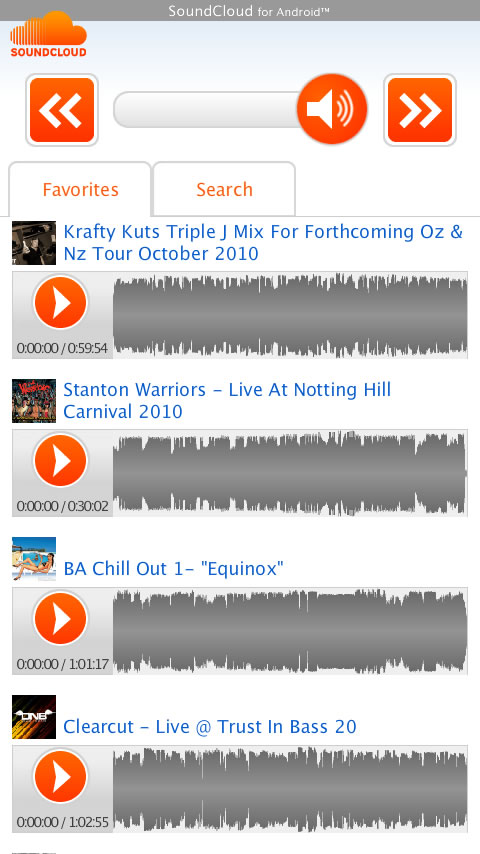 SoundCloud for Android™
SOUNDCLOUD
Favorites
Search
Krafty Kuts Triple J Mix For Forthcoming Oz &
Nz Tour October 2010
0:00:00 / 0:59:54
Stanton Warriors - Live At Notting Hill
Carnival 2010
0:00:00 / 0:30:02
BA Chill Out 1- "Equinox"
0:00:00 / 1:01:17
DNB
Clearcut - Live @ Trust In Bass 20
0:00:00 / 1:02:55